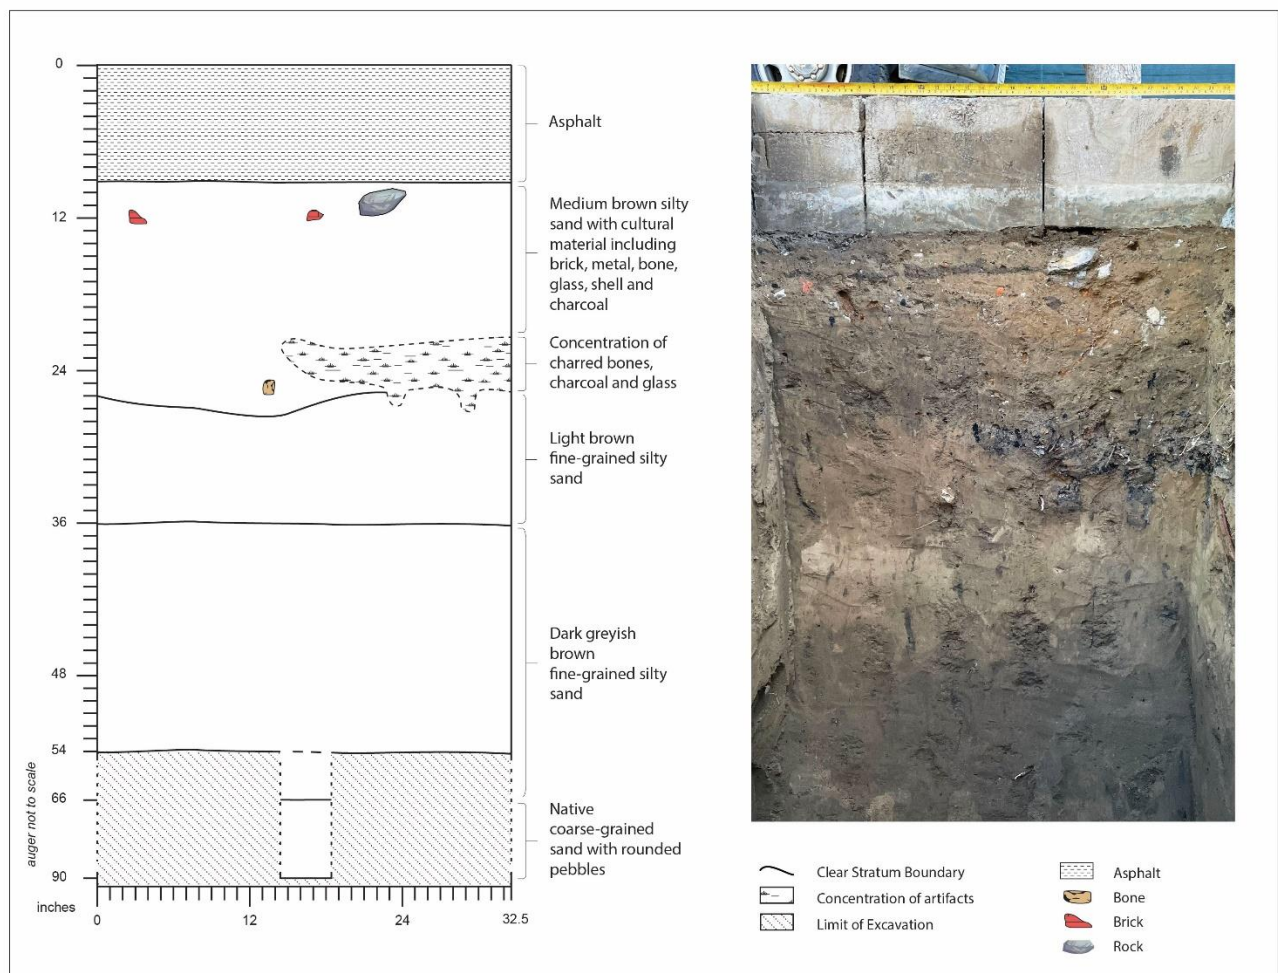 0
12
24
36
48
54
66
90
auger not to scale
inches
0
12
24
32.5
Asphalt
Medium brown silty
sand with cultural
material including
brick, metal, bone,
glass, shell and
charcoal
Concentration of
charred bones,
charcoal and glass
Light brown
fine-grained silty
sand
Dark greyish
brown
fine-grained silty
sand
Native
coarse-grained
sand with rounded
pebbles
Clear Stratum Boundary
Concentration of artifacts
Limit of Excavation
Asphalt
Bone
Brick
Rock